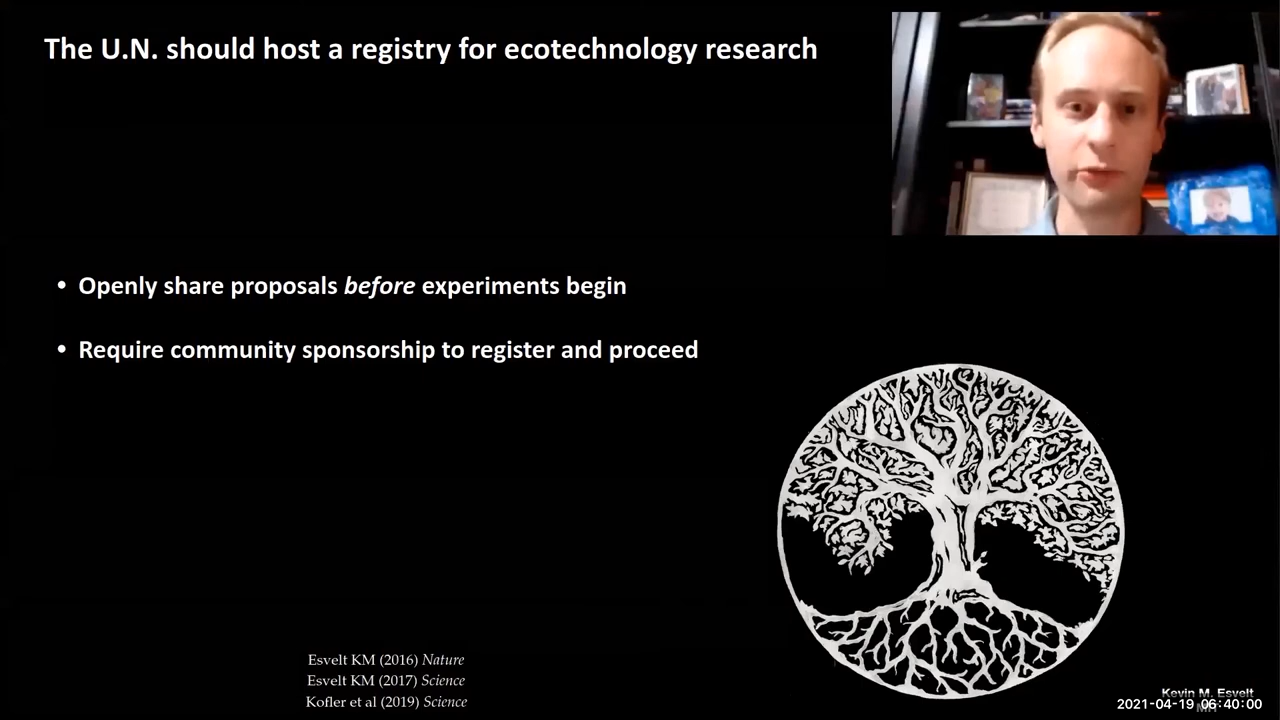 The U.N. should host a registry for ecotechnology research
• Openly share proposals before experiments begin
• Require community sponsorship to register and proceed
Esvelt KM (2016) Nature
Esvelt KM (2017) Science
Kofler et al (2019) Science
Kevin M. Esvelt
2021-04-19 06:40:00